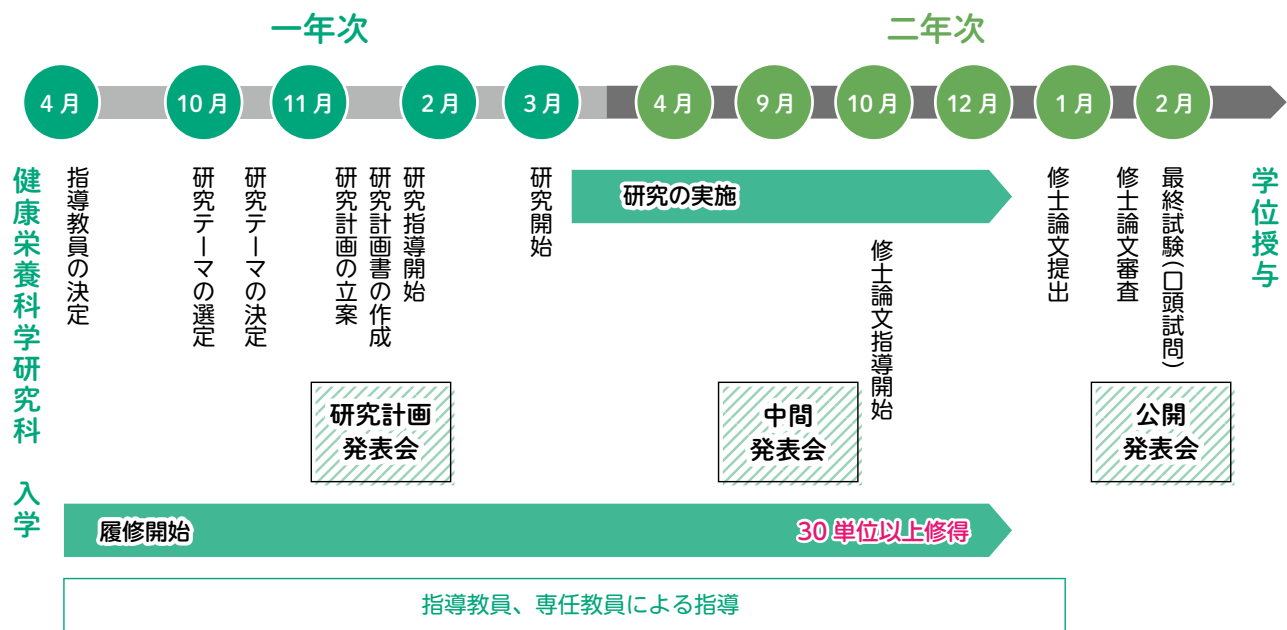 一年次
二年次
4月
10月
11月
2月
3月
4月
9月
10月
12月
1月
2月
健康栄養科学研究科 入学
指導教員の決定
研究テーマの選定
研究テーマの決定
研究計画の立案
研究計画書の作成
研究指導開始
研究開始
研究の実施
修士論文指導開始
修士論文提出
修士論文審査
最終試験(口頭試問)
学位授与
研究計画
発表会
中間
発表会
公開
発表会
履修開始
30単位以上修得
指導教員、専任教員による指導